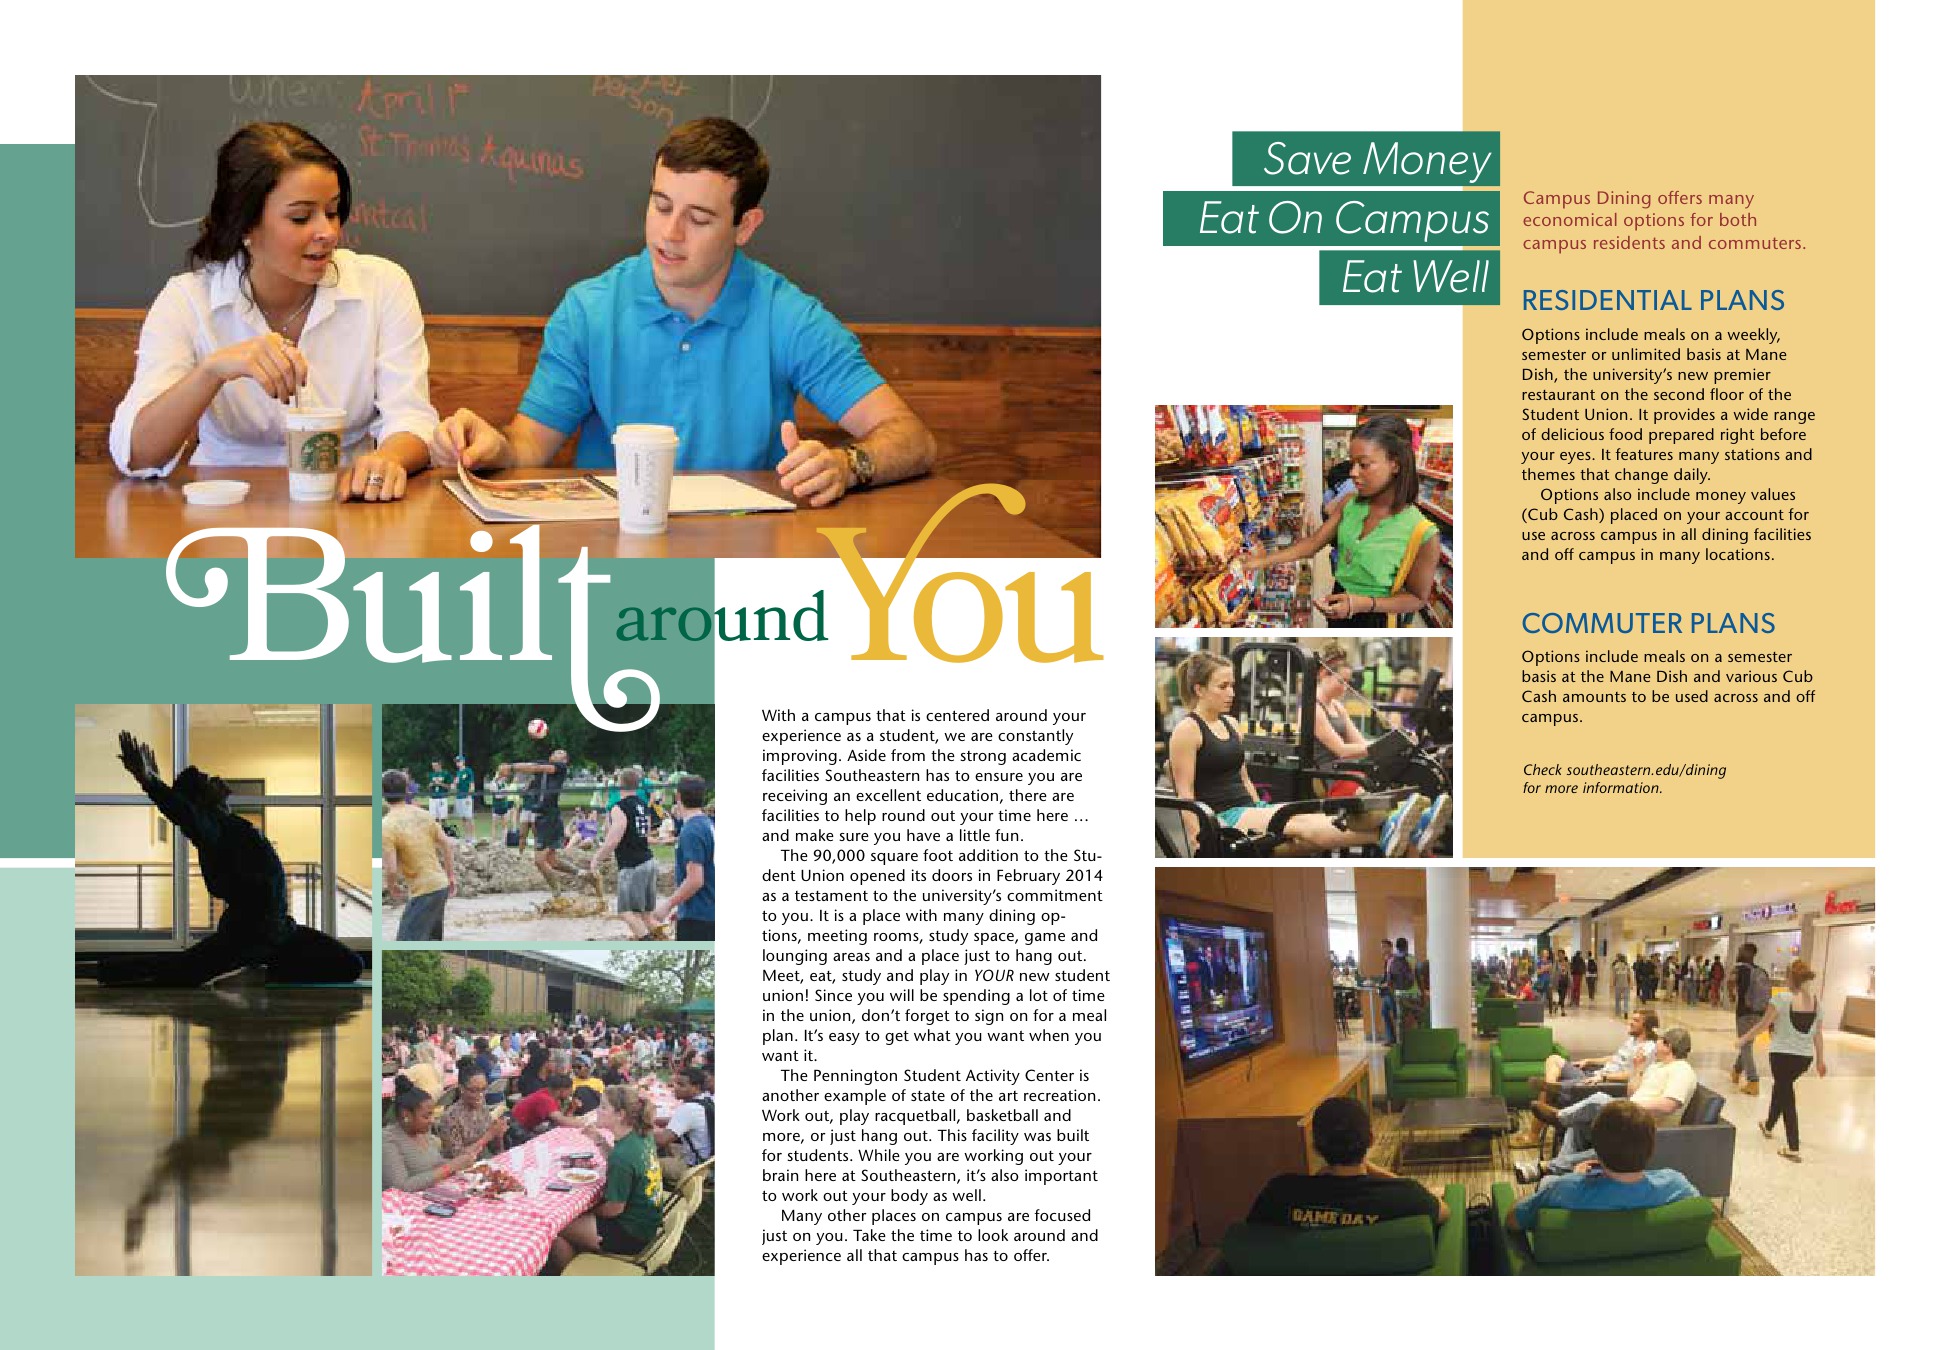 When: April 1st
St Thomas Aquinas
person
Built around You
With a campus that is centered around your
experience as a student, we are constantly
improving. Aside from the strong academic
facilities Southeastern has to ensure you are
receiving an excellent education, there are
facilities to help round out your time here …
and make sure you have a little fun.
The 90,000 square foot addition to the Stu-
dent Union opened its doors in February 2014
as a testament to the university’s commitment
to you. It is a place with many dining op-
tions, meeting rooms, study space, game and
lounging areas and a place just to hang out.
Meet, eat, study and play in YOUR new student
union! Since you will be spending a lot of time
in the union, don’t forget to sign on for a meal
plan. It’s easy to get what you want when you
want it.
The Pennington Student Activity Center is
another example of state of the art recreation.
Work out, play racquetball, basketball and
more, or just hang out. This facility was built
for students. While you are working out your
brain here at Southeastern, it’s also important
to work out your body as well.
Many other places on campus are focused
just on you. Take the time to look around and
experience all that campus has to offer.
Save Money
Eat On Campus
Eat Well
Campus Dining offers many
economical options for both
campus residents and commuters.
RESIDENTIAL PLANS
Options include meals on a weekly,
semester or unlimited basis at Mane
Dish, the university’s new premier
restaurant on the second floor of the
Student Union. It provides a wide range
of delicious food prepared right before
your eyes. It features many stations and
themes that change daily.
Options also include money values
(Cub Cash) placed on your account for
use across campus in all dining facilities
and off campus in many locations.
COMMUTER PLANS
Options include meals on a semester
basis at the Mane Dish and various Cub
Cash amounts to be used across and off
campus.
Check southeastern.edu/dining
for more information.
GAME DAY